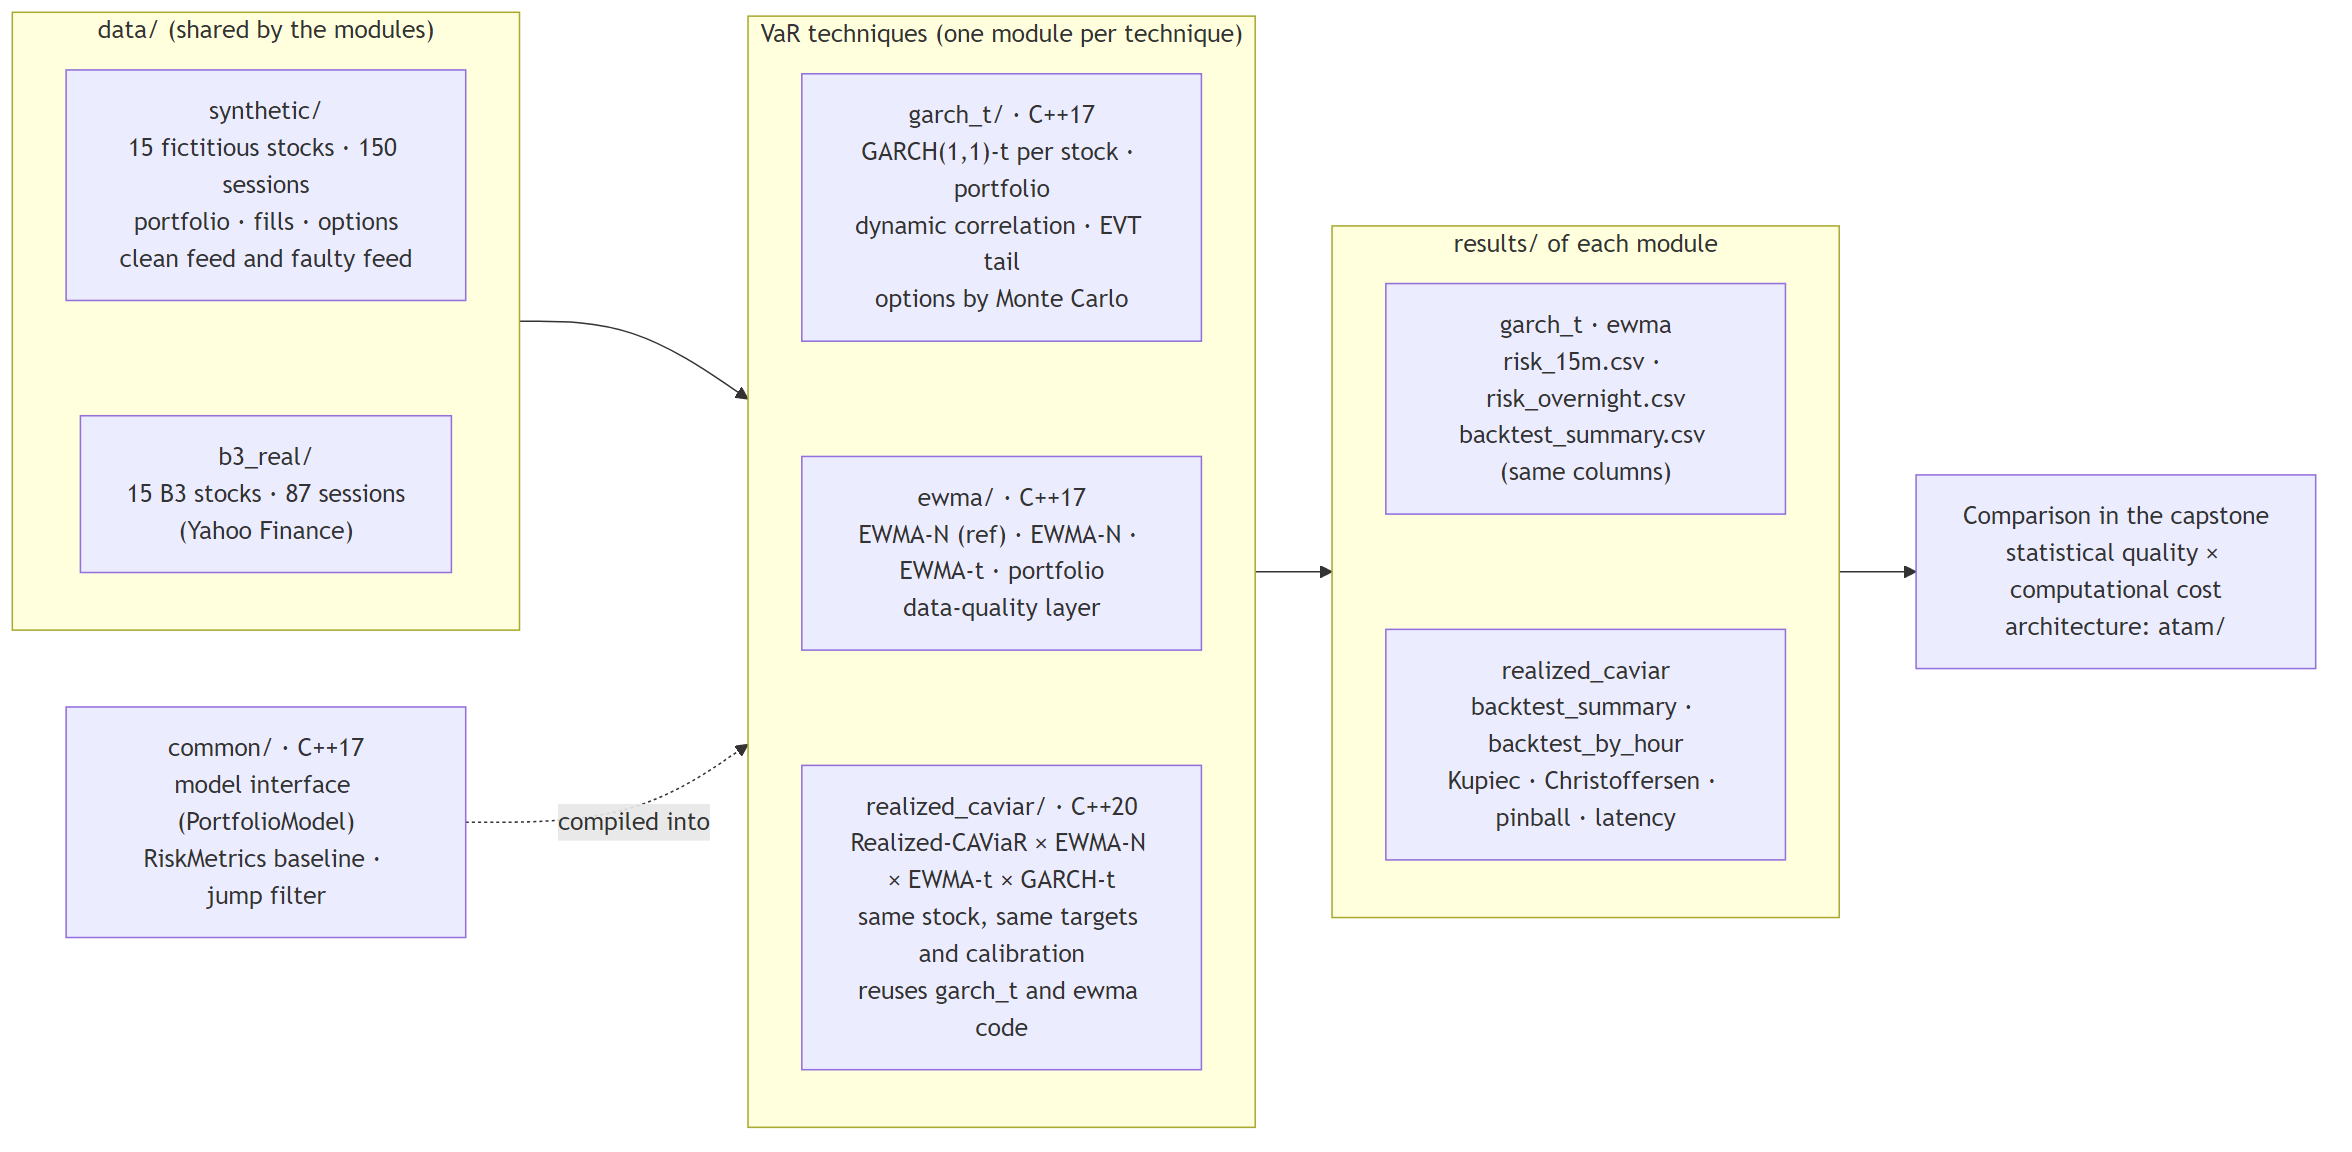 data/ (shared by the modules)
synthetic/
15 fictitious stocks · 150
sessions
portfolio · fills · options
clean feed and faulty feed
b3_real/
15 B3 stocks · 87 sessions
(Yahoo Finance)
common/ · C++17
model interface
(PortfolioModel)
RiskMetrics baseline ·
jump filter
compiled into
VaR techniques (one module per technique)
garch_t/ · C++17
GARCH(1,1)-t per stock ·
portfolio
dynamic correlation · EVT
tail
options by Monte Carlo
ewma/ · C++17
EWMA-N (ref) · EWMA-N ·
EWMA-t · portfolio
data-quality layer
realized_caviar/ · C++20
Realized-CAViaR × EWMA-N
× EWMA-t × GARCH-t
same stock, same targets
and calibration
reuses garch_t and ewma
code
results/ of each module
garch_t · ewma
risk_15m.csv ·
risk_overnight.csv
backtest_summary.csv
(same columns)
realized_caviar
backtest_summary ·
backtest_by_hour
Kupiec · Christoffersen ·
pinball · latency
Comparison in the capstone
statistical quality ×
computational cost
architecture: atam/